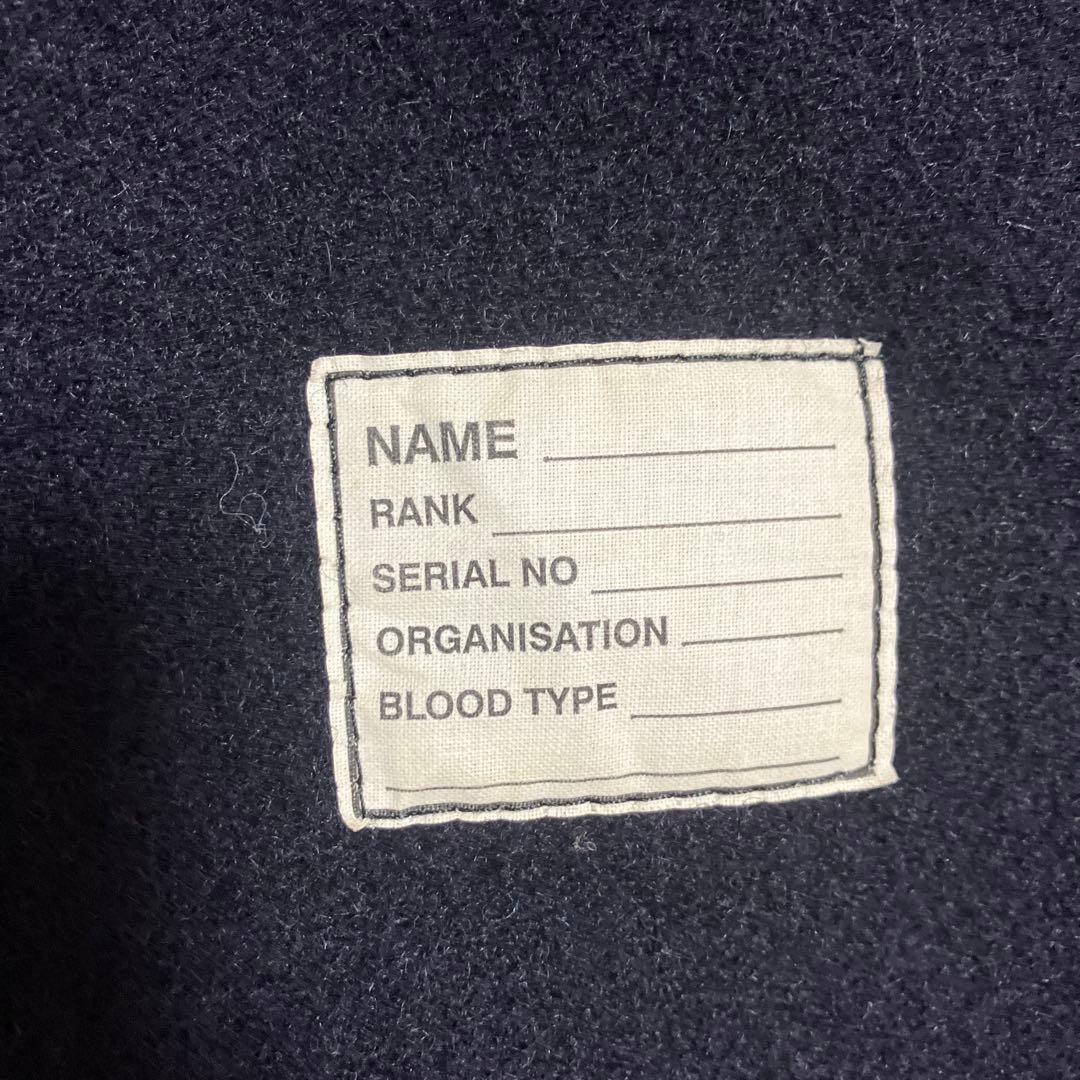 NAME
RANK
SERIAL NO
ORGANISATION
BLOOD TYPE